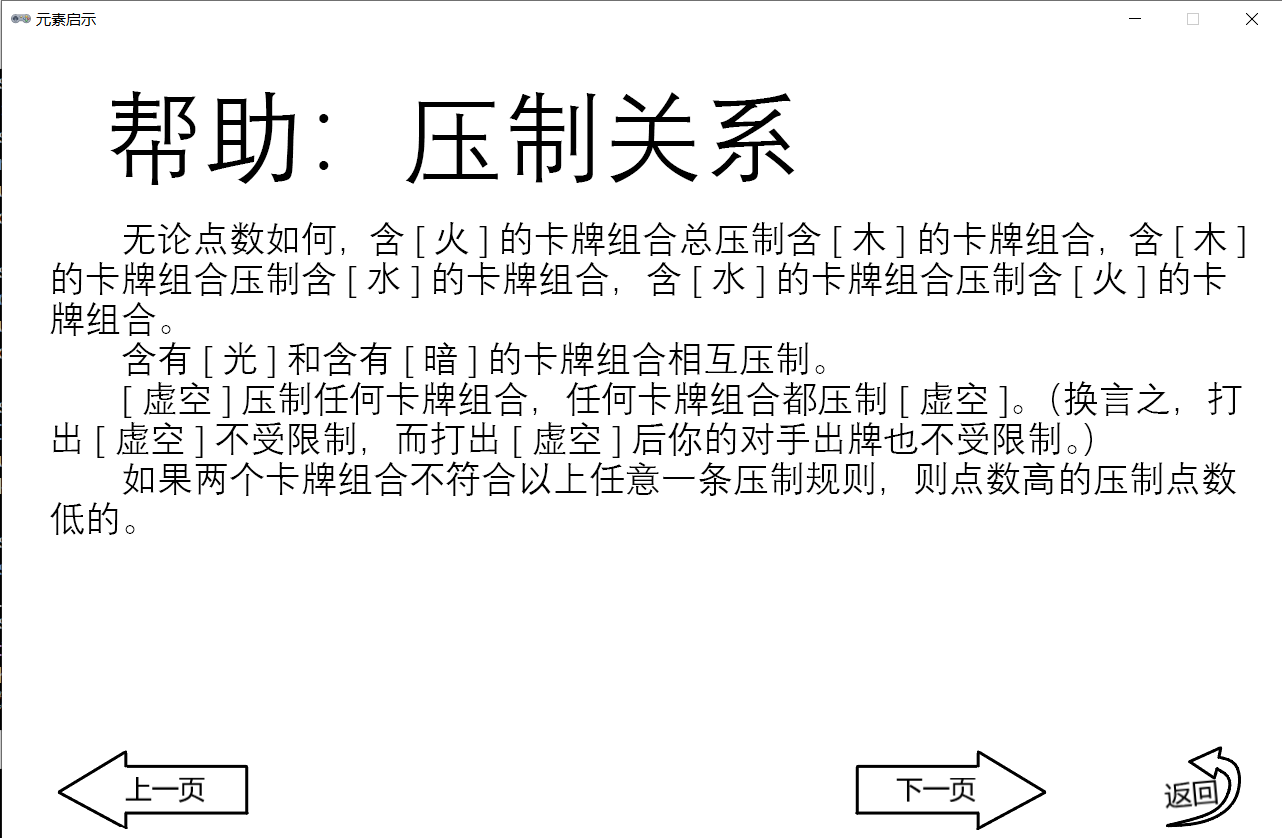 元素启示
帮助：压制关系
无论点数如何，含 [ 火 ] 的卡牌组合总压制含 [ 木 ] 的卡牌组合，含 [ 木 ]
的卡牌组合压制含 [ 水 ] 的卡牌组合，含 [ 水 ] 的卡牌组合压制含 [ 火 ] 的卡
牌组合。
含有 [ 光 ] 和含有 [ 暗 ] 的卡牌组合相互压制。
[ 虚空 ] 压制任何卡牌组合，任何卡牌组合都压制 [ 虚空 ]。（换言之，打
出 [ 虚空 ] 不受限制，而打出 [ 虚空 ] 后你的对手出牌也不受限制。）
如果两个卡牌组合不符合以上任意一条压制规则，则点数高的压制点数
低的。
上一页
下一页
返回